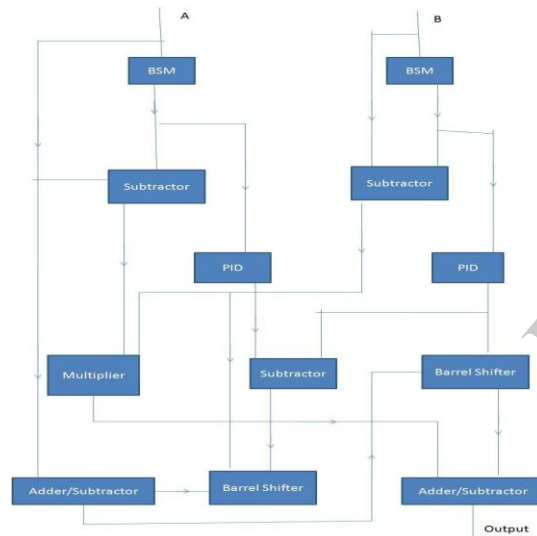 A
B
BSM
BSM
Subtractor
Subtractor
PID
PID
Multiplier
Subtractor
Barrel Shifter
Adder/Subtractor
Barrel Shifter
Adder/Subtractor
Output